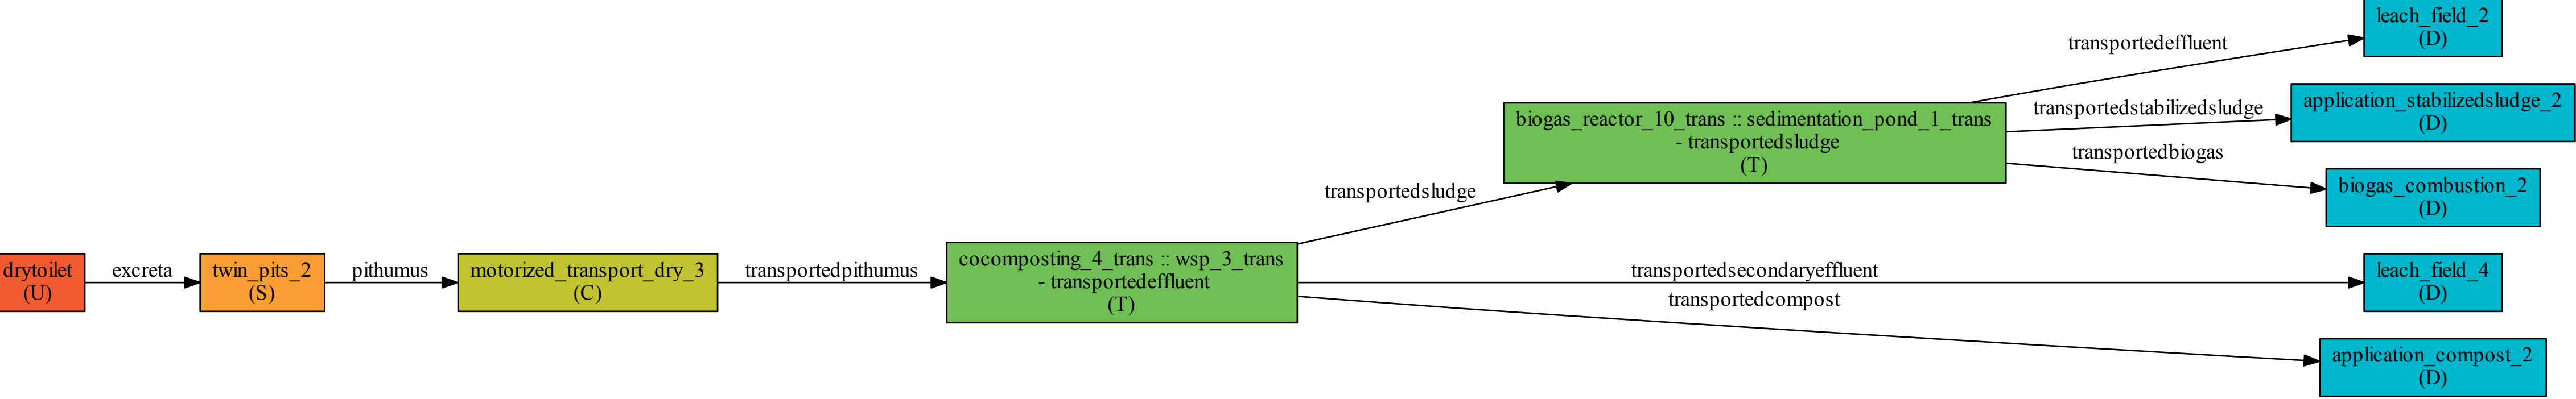 drytoilet
(U)
excreta
twin_pits_2
(S)
pithumus
motorized_transport_dry_3
(C)
transportedpithumus
cocomposting_4_trans :: wsp_3_trans
- transportedeffluent
(T)
transportedsludge
biogas_reactor_10_trans :: sedimentation_pond_1_trans
- transportedsludge
(T)
transportedeffluent
leach_field_2
(D)
transportedstabilizedsludge
application_stabilizedsludge_2
(D)
transportedbiogas
biogas_combustion_2
(D)
transportedsecondaryeffluent
leach_field_4
(D)
transportedcompost
application_compost_2
(D)